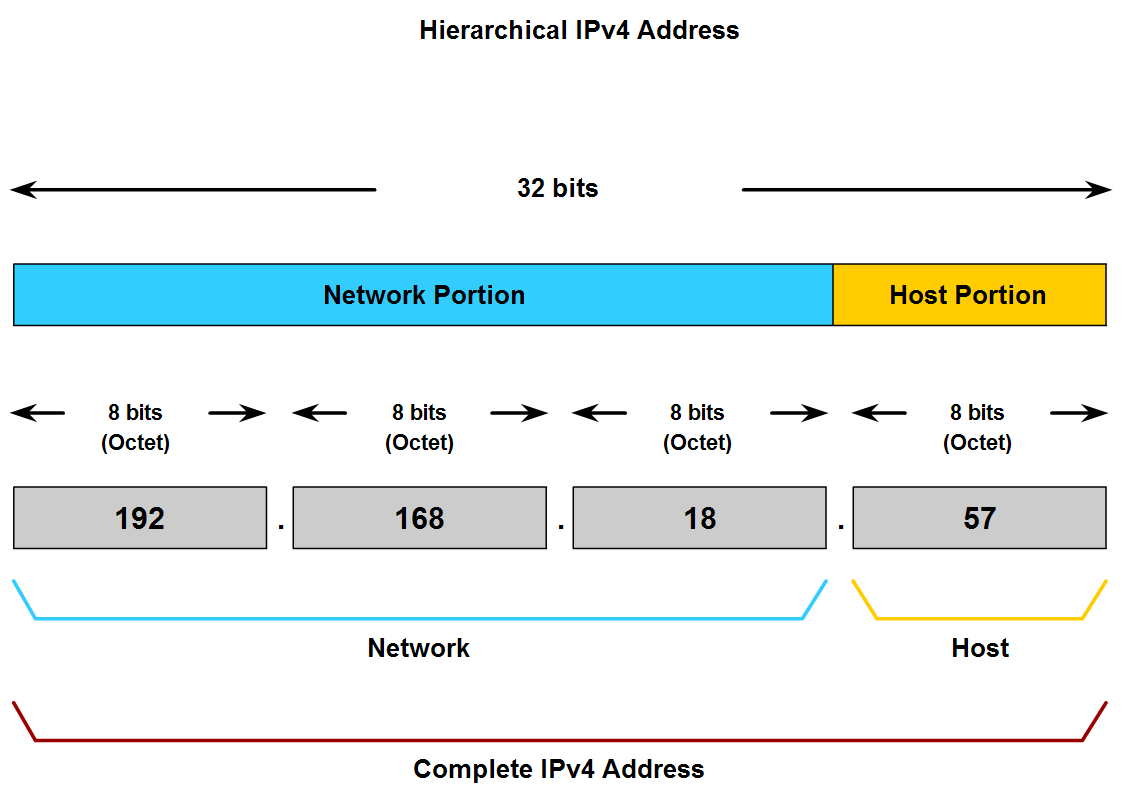 Hierarchical IPv4 Address
32 bits
Network Portion Host Portion
8 bits 8 bits 8 bits 8 bits
(Octet) (Octet) (Octet) (Octet)
192 . 168 . 18 . 57
Network Host
Complete IPv4 Address